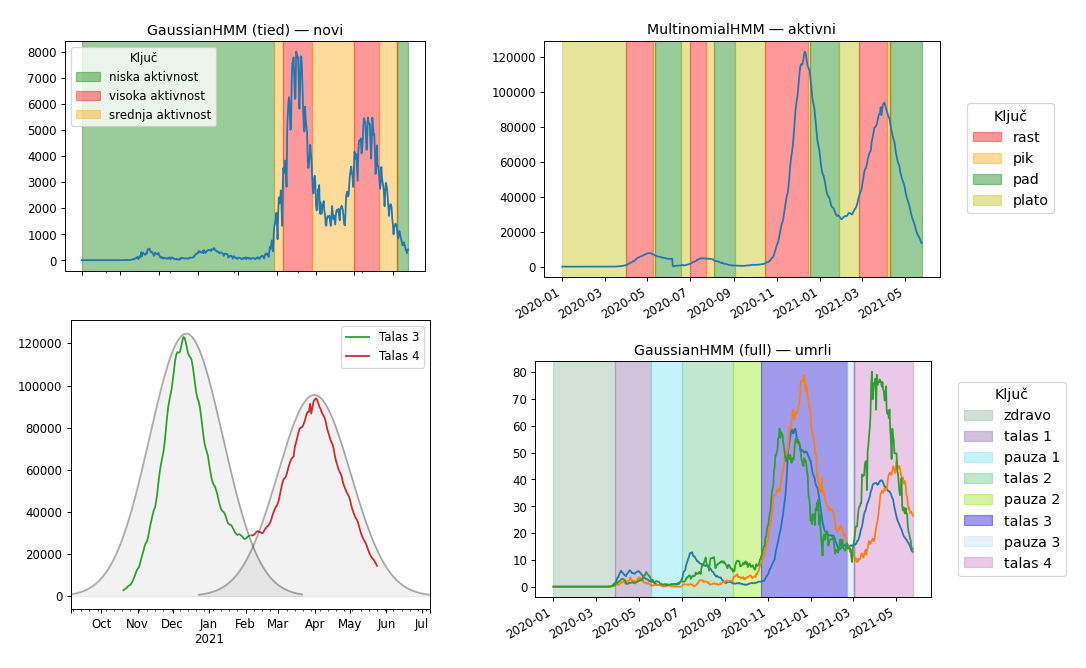 GaussianHMM (tied) — novi
8000
7000
6000
5000
4000
3000
2000
1000
0
Ključ
niska aktivnost
visoka aktivnost
srednja aktivnost
MultinomialHMM — aktivni
120000
100000
80000
60000
40000
20000
0
2020-01
2020-03
2020-05
2020-07
2020-09
2020-11
2021-01
2021-03
2021-05
Ključ
rast
pik
pad
plato
120000
100000
80000
60000
40000
20000
0
Talas 3
Talas 4
Oct Nov Dec Jan Feb Mar Apr May Jun Jul
2021
GaussianHMM (full) — umrli
80
70
60
50
40
30
20
10
0
2020-01
2020-03
2020-05
2020-07
2020-09
2020-11
2021-01
2021-03
2021-05
Ključ
zdravo
talas 1
pauza 1
talas 2
pauza 2
talas 3
pauza 3
talas 4